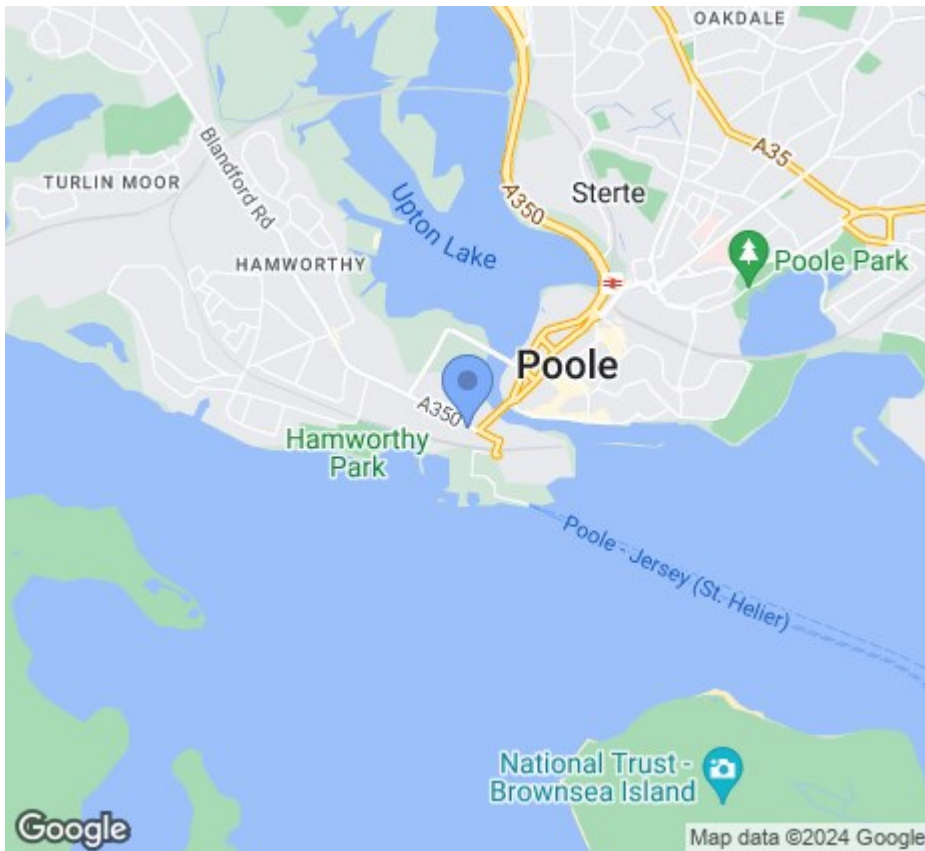 OAKDALE
A35
Blandford Rd
TURLIN MOOR
Upton Lake
A350
Sterte
HAMWORTHY
Poole Park
Poole
A350
Hamworthy
Park
Poole - Jersey (St. Helier)
National Trust -
Brownsea Island
Google
Map data ©2024 Google